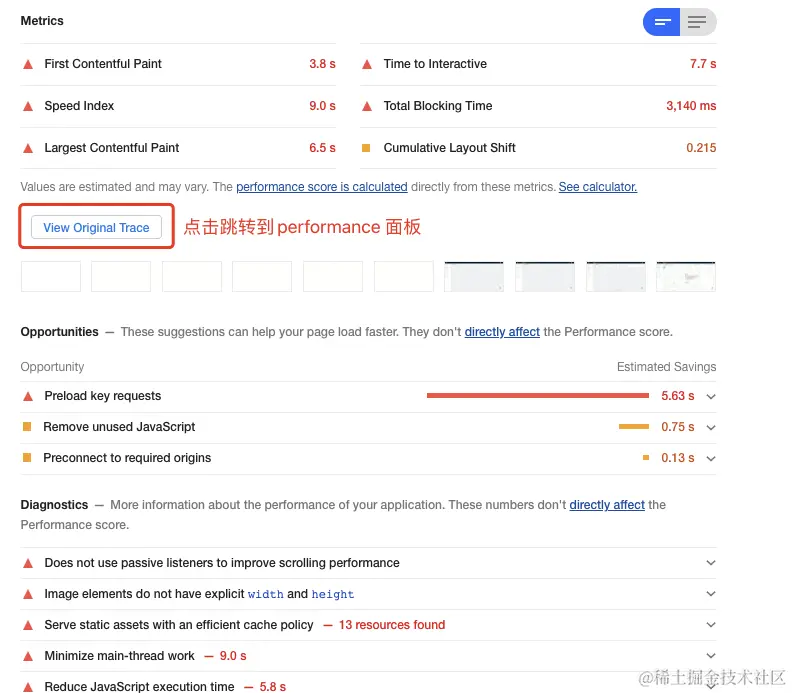 Metrics
First Contentful Paint 3.8 s
Time to Interactive 7.7 s
Speed Index 9.0 s
Total Blocking Time 3,140 ms
Largest Contentful Paint 6.5 s
Cumulative Layout Shift 0.215
Values are estimated and may vary. The performance score is calculated directly from these metrics. See calculator.
View Original Trace 点击跳转到 performance 面板
Opportunities — These suggestions can help your page load faster. They don't directly affect the Performance score.
Opportunity Estimated Savings
Preload key requests 5.63 s
Remove unused JavaScript 0.75 s
Preconnect to required origins 0.13 s
Diagnostics — More information about the performance of your application. These numbers don't directly affect the
Performance score.
Does not use passive listeners to improve scrolling performance
Image elements do not have explicit width and height
Serve static assets with an efficient cache policy — 13 resources found
Minimize main-thread work — 9.0 s
Reduce JavaScript execution time — 5.8 s
@稀土掘金技术社区